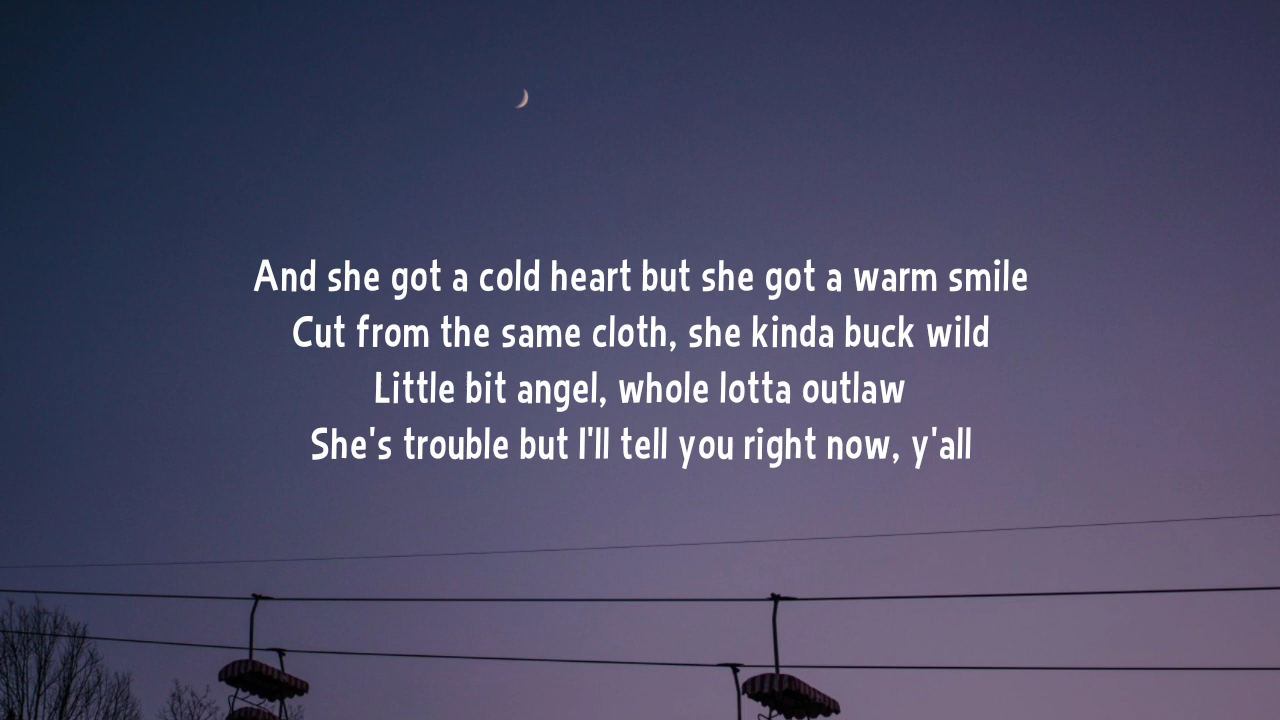 And she got a cold heart but she got a warm smile
Cut from the same cloth, she kinda buck wild
Little bit angel, whole lotta outlaw
She's trouble but I'll tell you right now, y'all